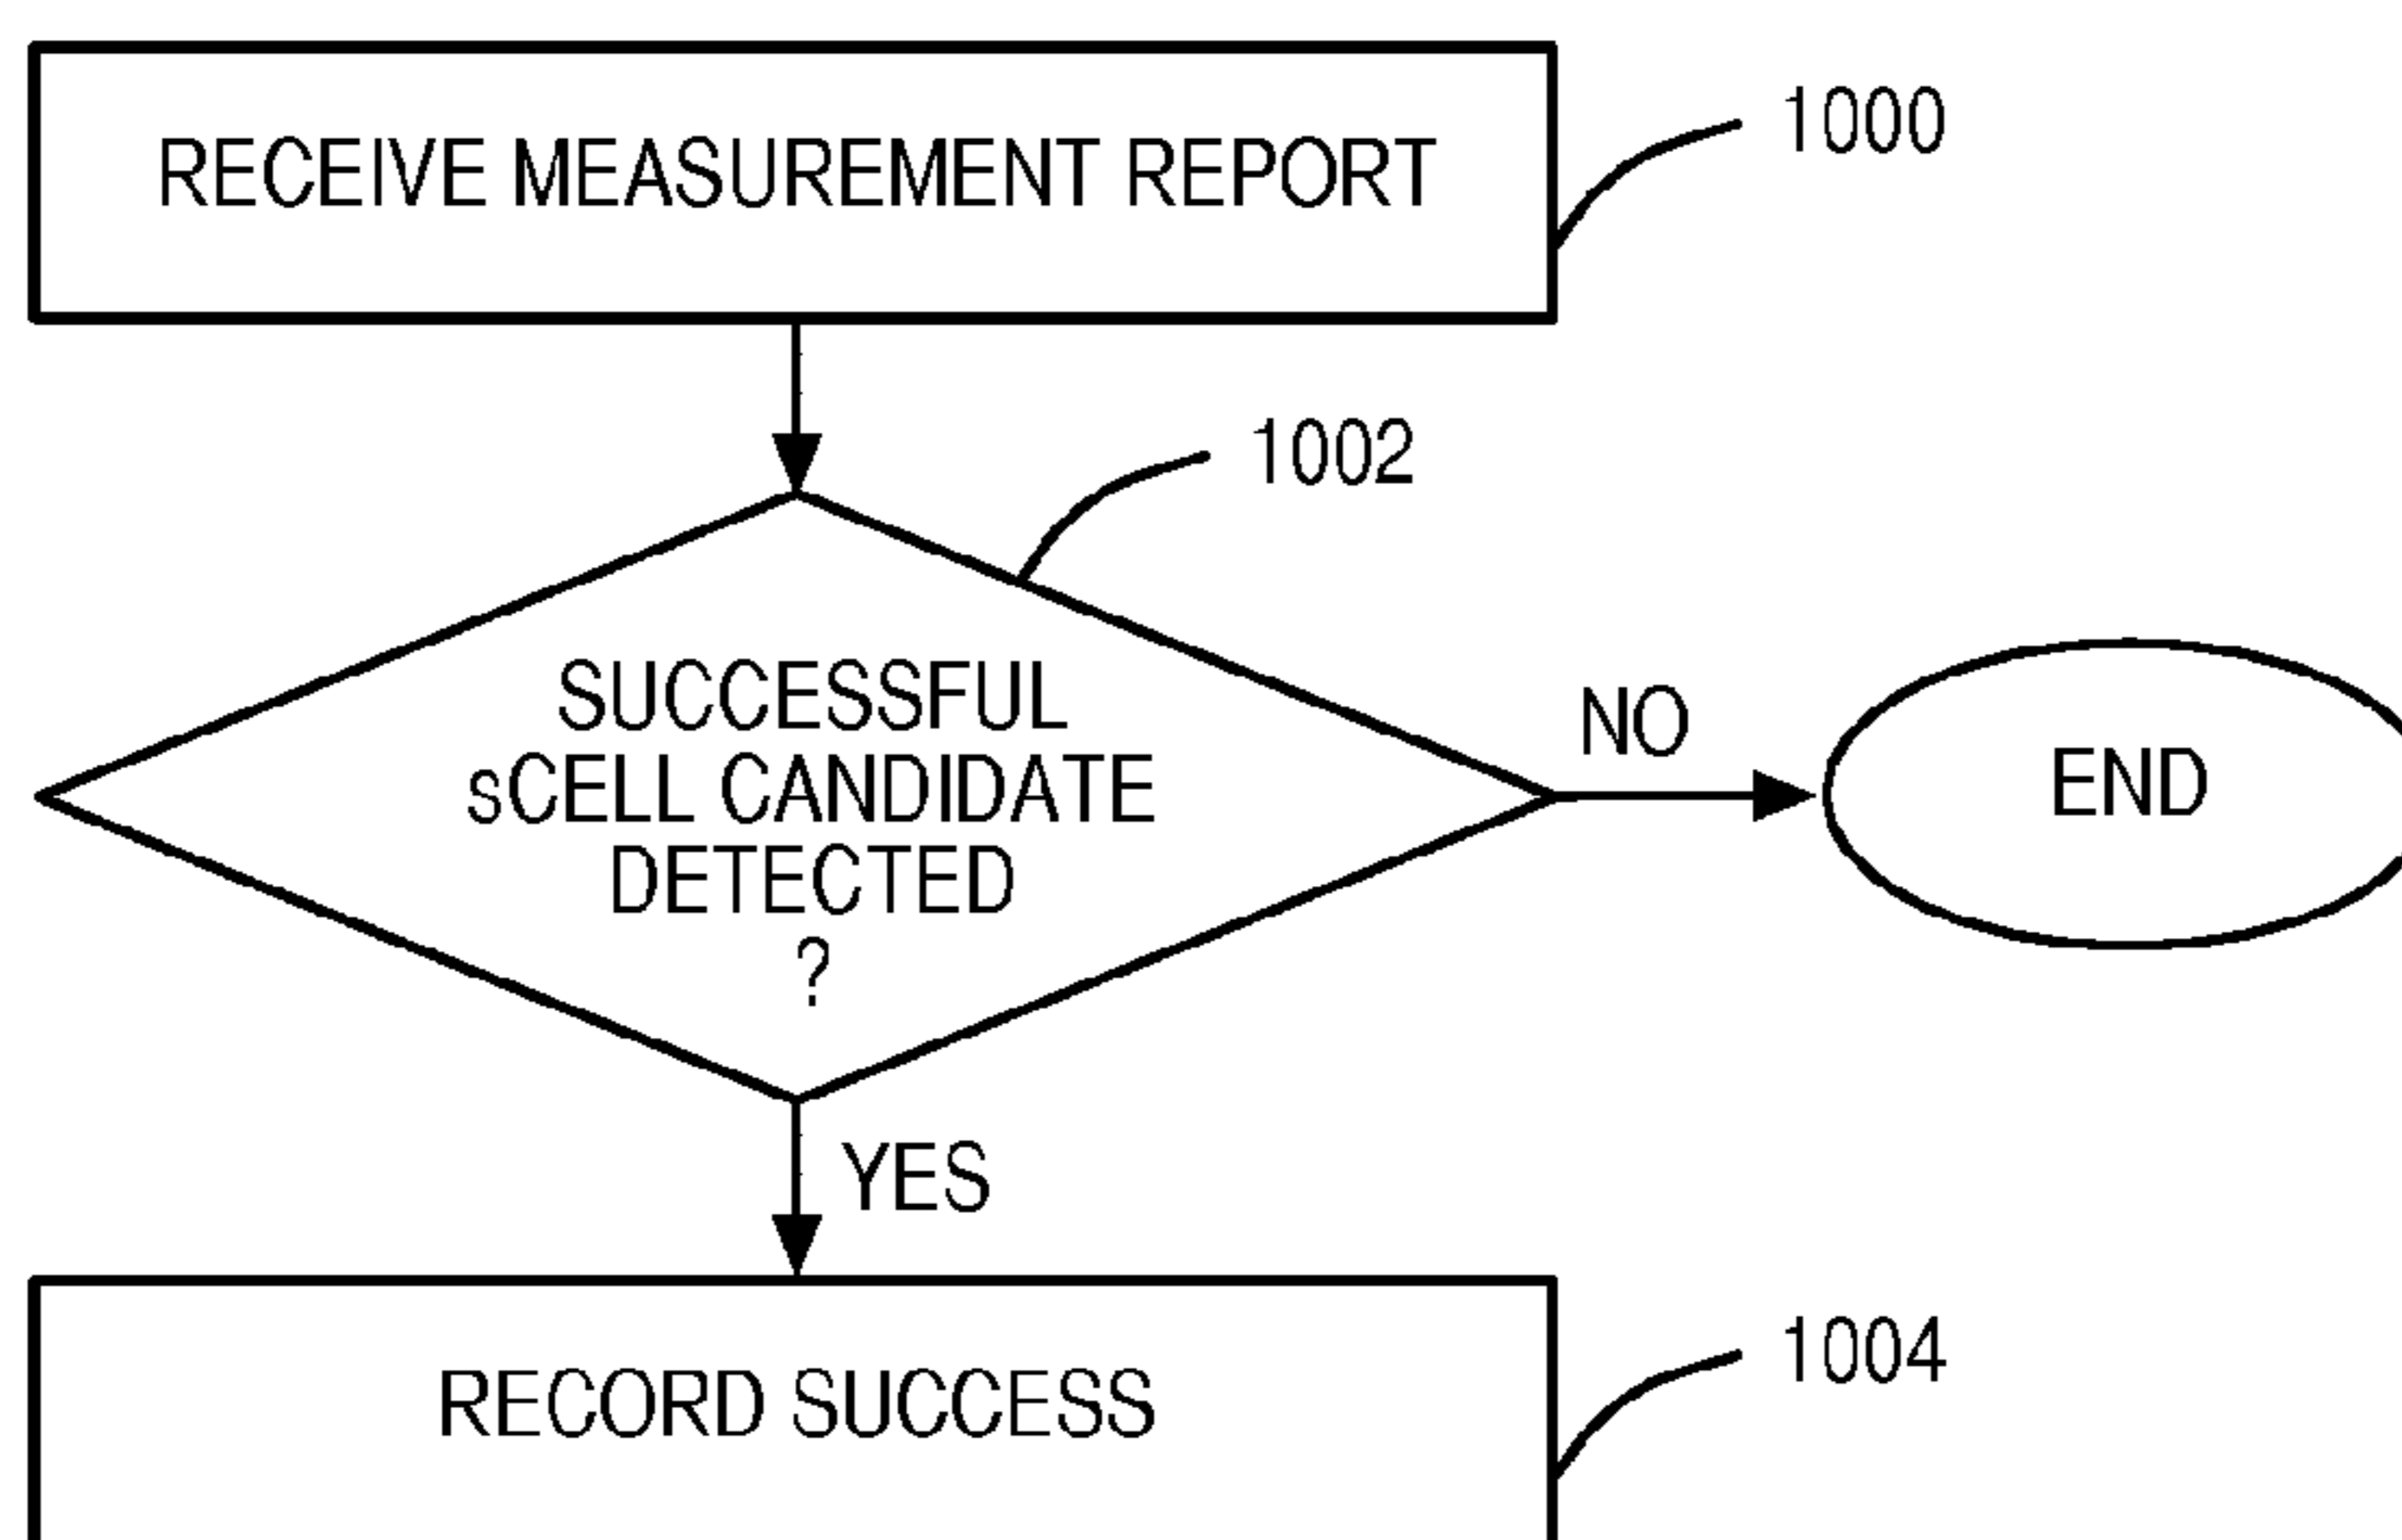 RECEIVE MEASUREMENT REPORT
1000
1002
SUCCESSFUL
sCELL CANDIDATE
DETECTED
?
NO
END
YES
RECORD SUCCESS
1004